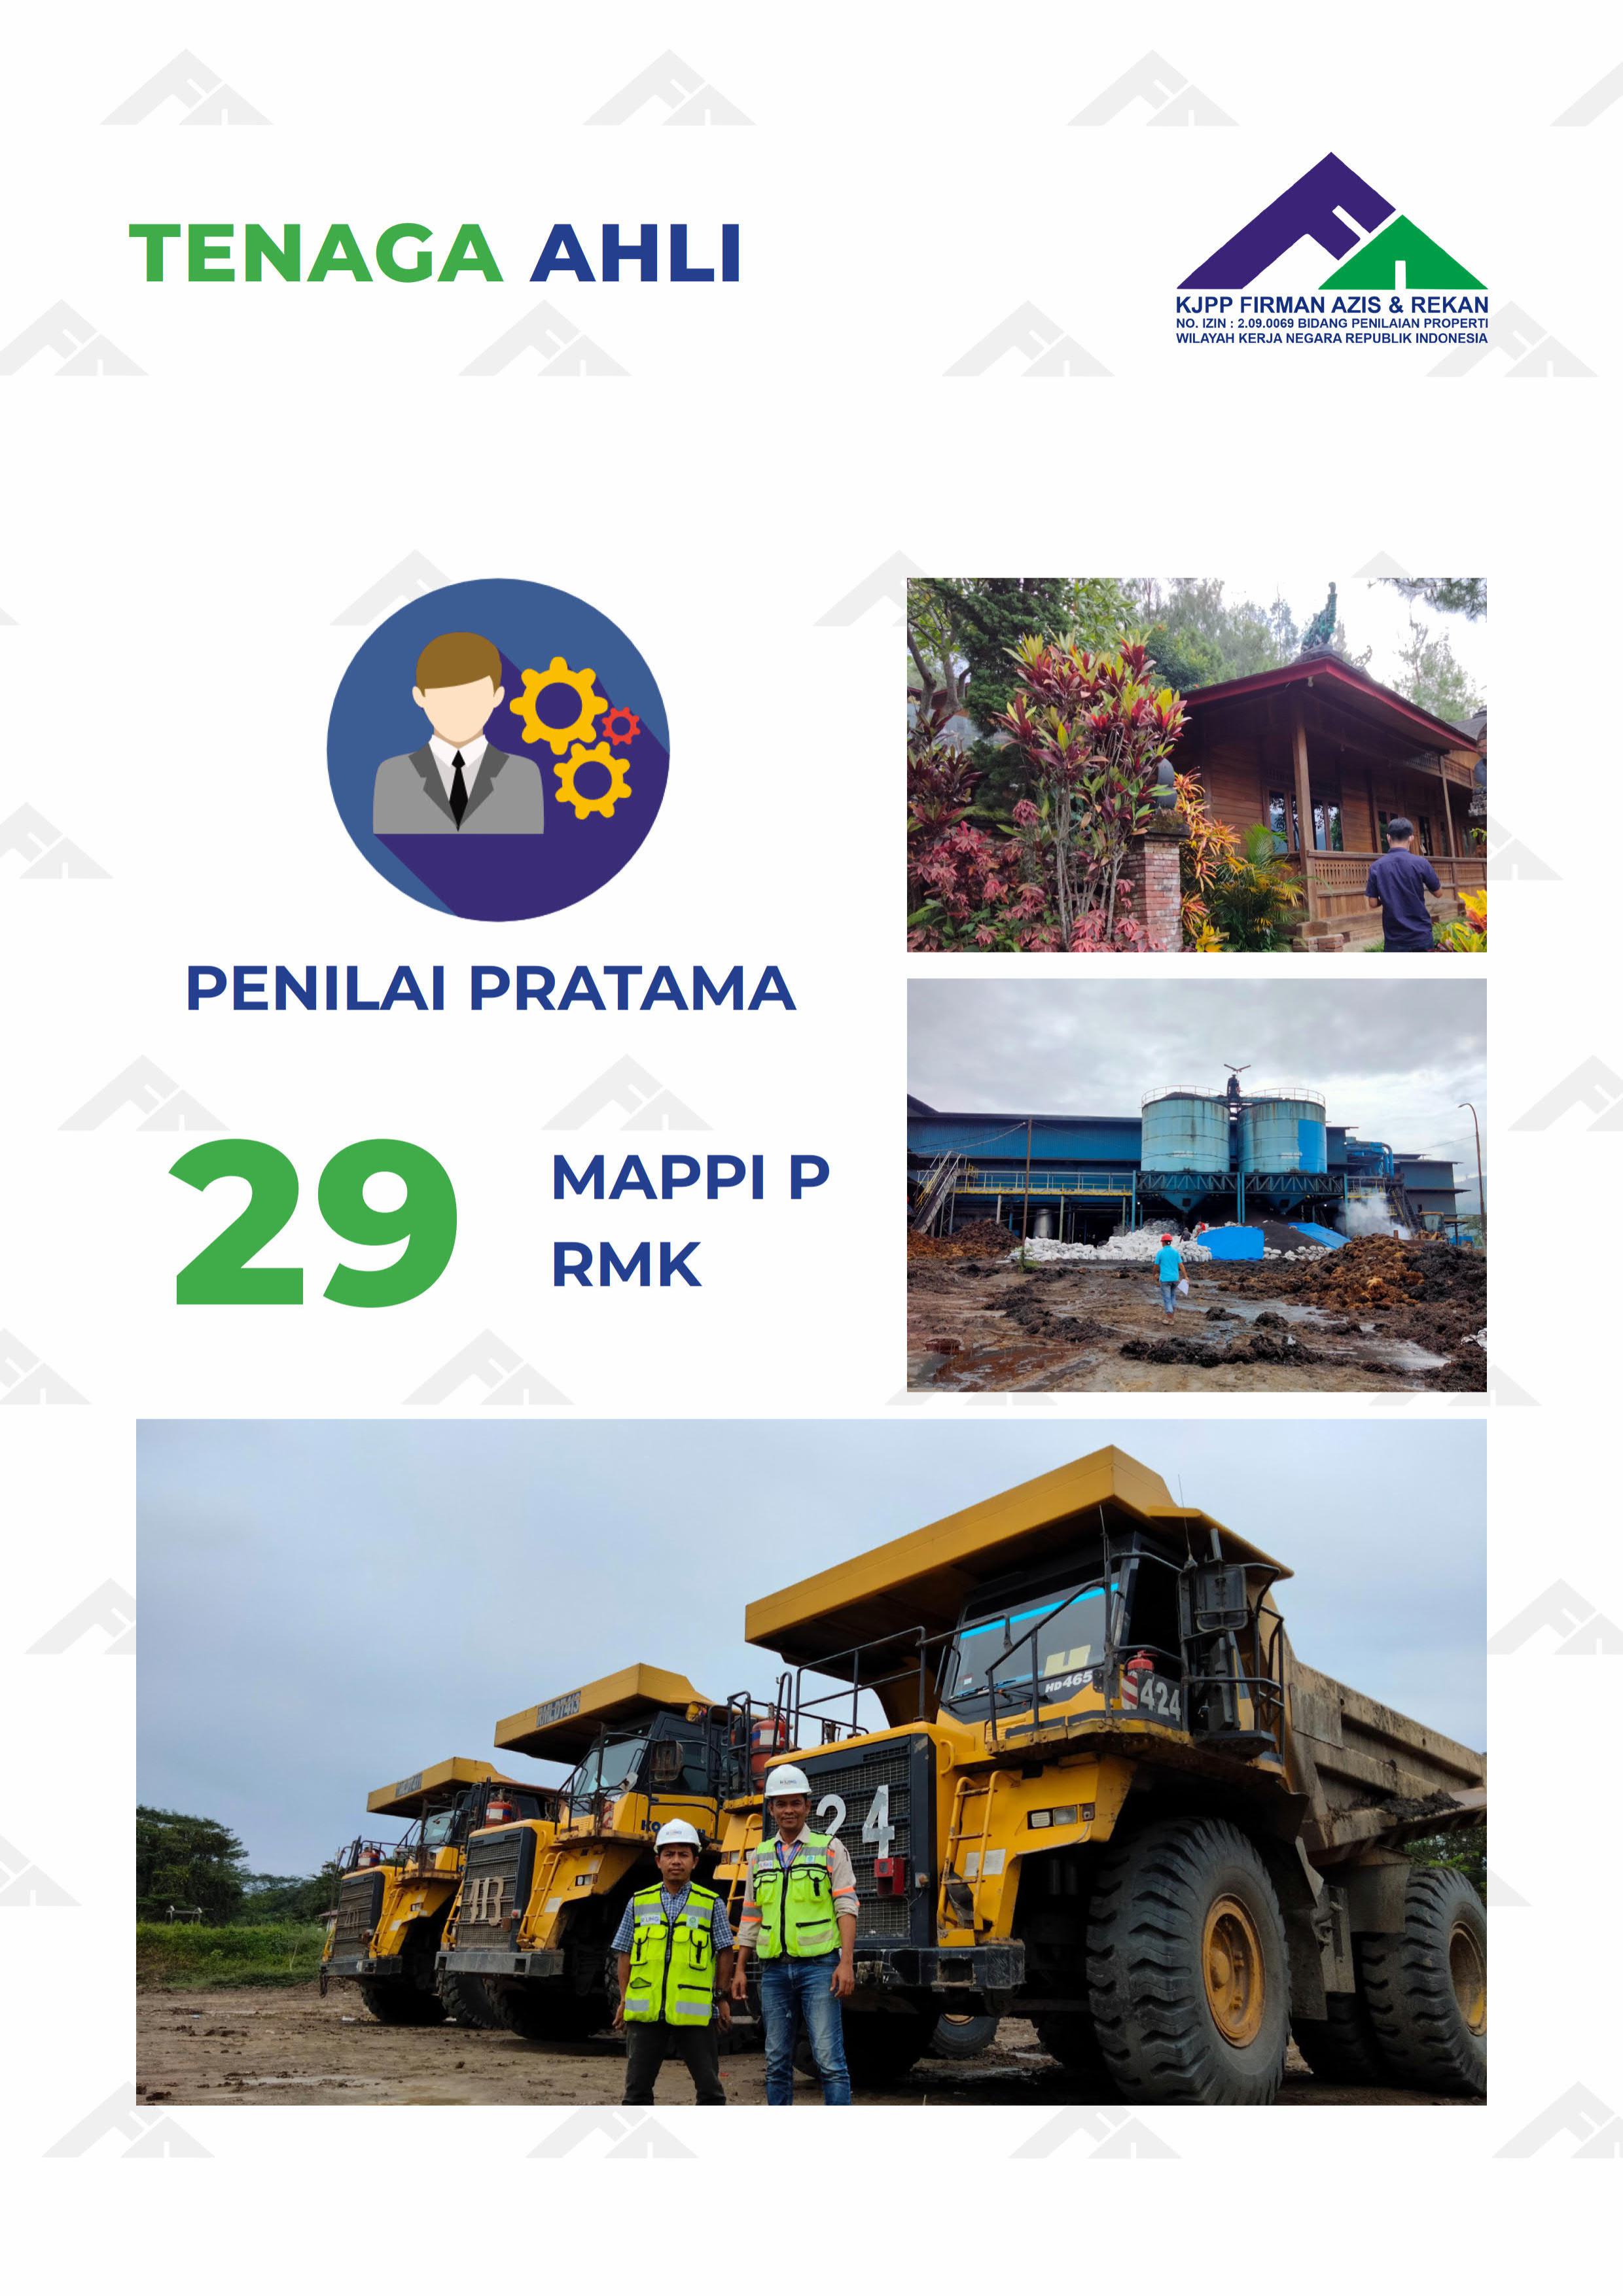 TENAGA AHLI
KJPP FIRMAN AZIS & REKAN
NO. IZIN : 2.09.0069 BIDANG PENILAIAN PROPERTI
WILAYAH KERJA NEGARA REPUBLIK INDONESIA
PENILAI PRATAMA
29
MAPPI P
RMK
HD465
424
24